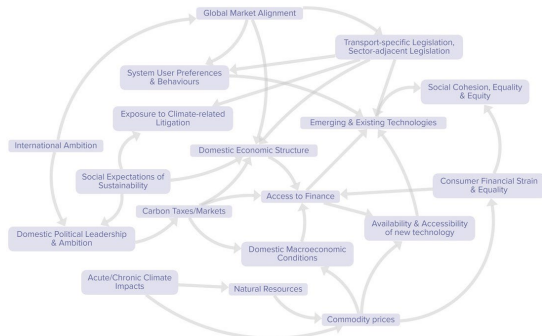 Global Market Alignment
Transport-specific Legislation,
Sector-adjacent Legislation
System User Preferences
& Behaviours
Social Cohesion, Equality
& Equity
Exposure to Climate-related
Litigation
Emerging & Existing Technologies
International Ambition
Domestic Economic Structure
Social Expectations of
Sustainability
Consumer Financial Strain
& Equality
Access to Finance
Carbon Taxes/Markets
Domestic Political Leadership
& Ambition
Availability & Accessibility
of new technology
Domestic Macroeconomic
Conditions
Acute/Chronic Climate
Impacts
Natural Resources
Commodity prices